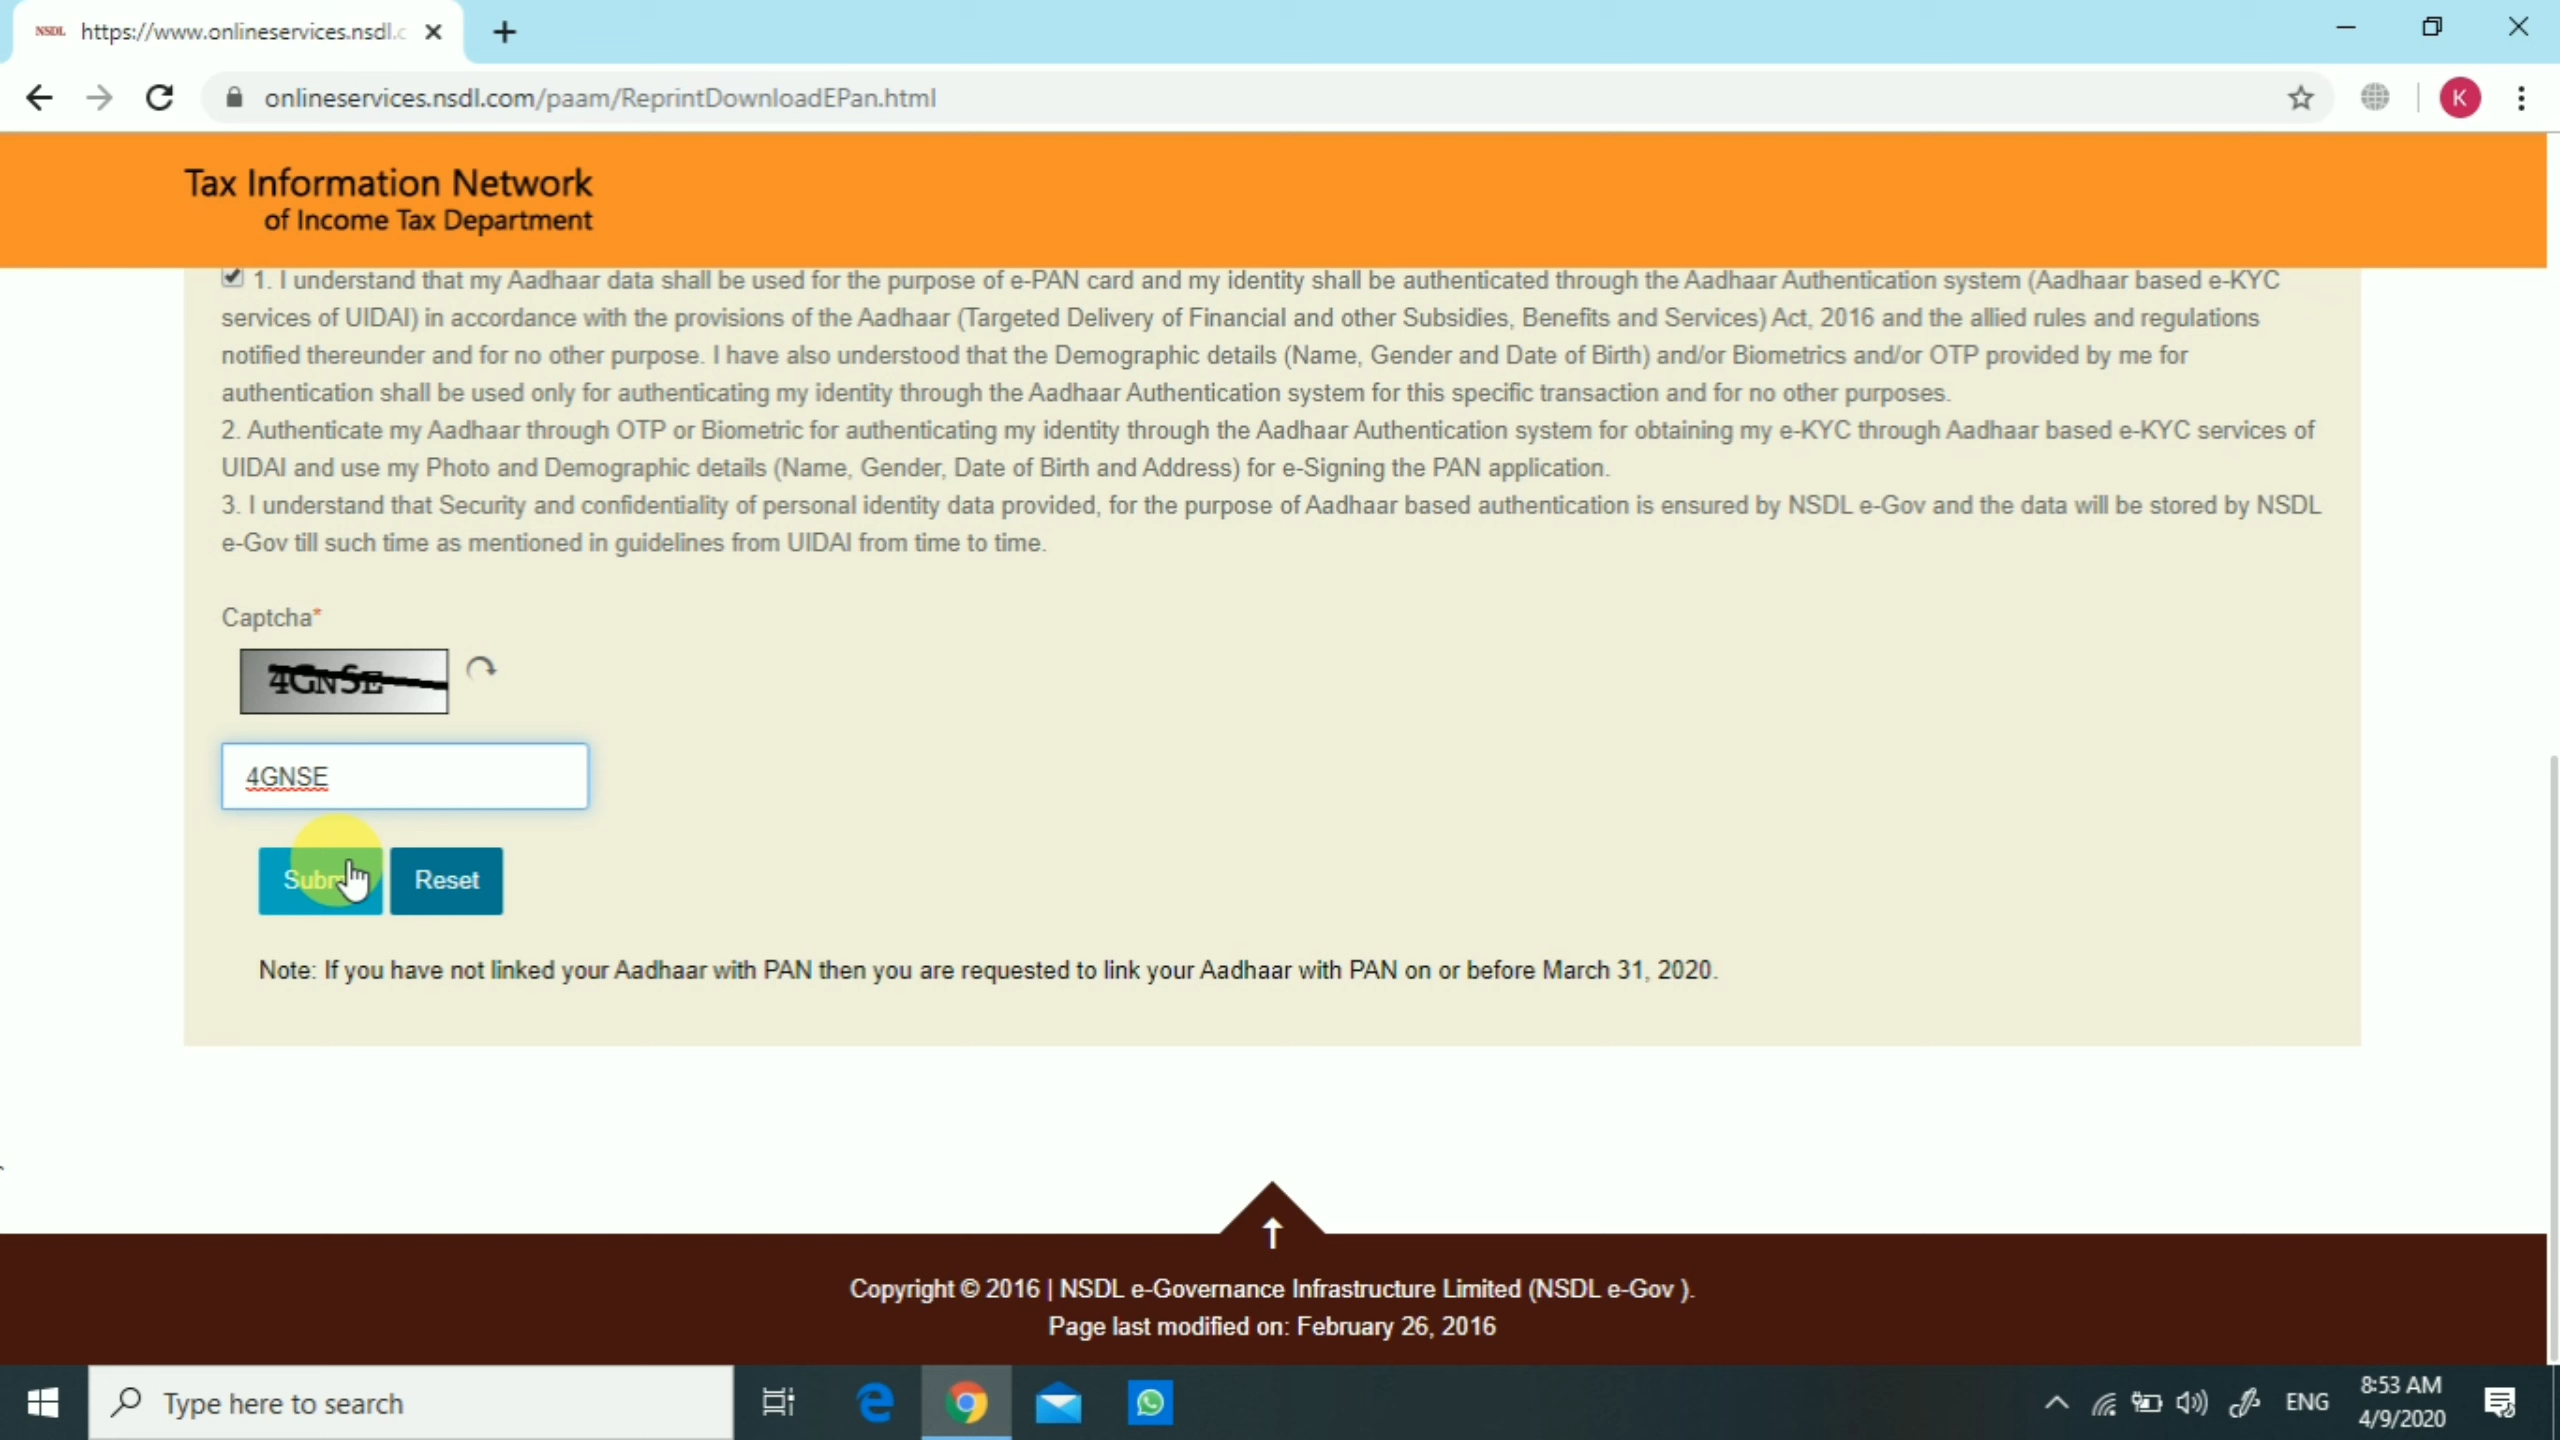 NSDL https://www.onlineservices.nsdl.c
onlineservices.nsdl.com/paam/ReprintDownloadEPan.html
K
Tax Information Network
of Income Tax Department
1. I understand that my Aadhaar data shall be used for the purpose of e-PAN card and my identity shall be authenticated through the Aadhaar Authentication system (Aadhaar based e-KYC
services of UIDAI) in accordance with the provisions of the Aadhaar (Targeted Delivery of Financial and other Subsidies, Benefits and Services) Act, 2016 and the allied rules and regulations
notified thereunder and for no other purpose. I have also understood that the Demographic details (Name, Gender and Date of Birth) and/or Biometrics and/or OTP provided by me for
authentication shall be used only for authenticating my identity through the Aadhaar Authentication system for this specific transaction and for no other purposes.
2. Authenticate my Aadhaar through OTP or Biometric for authenticating my identity through the Aadhaar Authentication system for obtaining my e-KYC through Aadhaar based e-KYC services of
UIDAI and use my Photo and Demographic details (Name, Gender, Date of Birth and Address) for e-Signing the PAN application.
3. I understand that Security and confidentiality of personal identity data provided, for the purpose of Aadhaar based authentication is ensured by NSDL e-Gov and the data will be stored by NSDL
e-Gov till such time as mentioned in guidelines from UIDAI from time to time.
Captcha*
4GNSE
4GNSE
Submit Reset
Note: If you have not linked your Aadhaar with PAN then you are requested to link your Aadhaar with PAN on or before March 31, 2020.
Copyright © 2016 | NSDL e-Governance Infrastructure Limited (NSDL e-Gov ).
Page last modified on: February 26, 2016
Type here to search
ENG
8:53 AM
4/9/2020